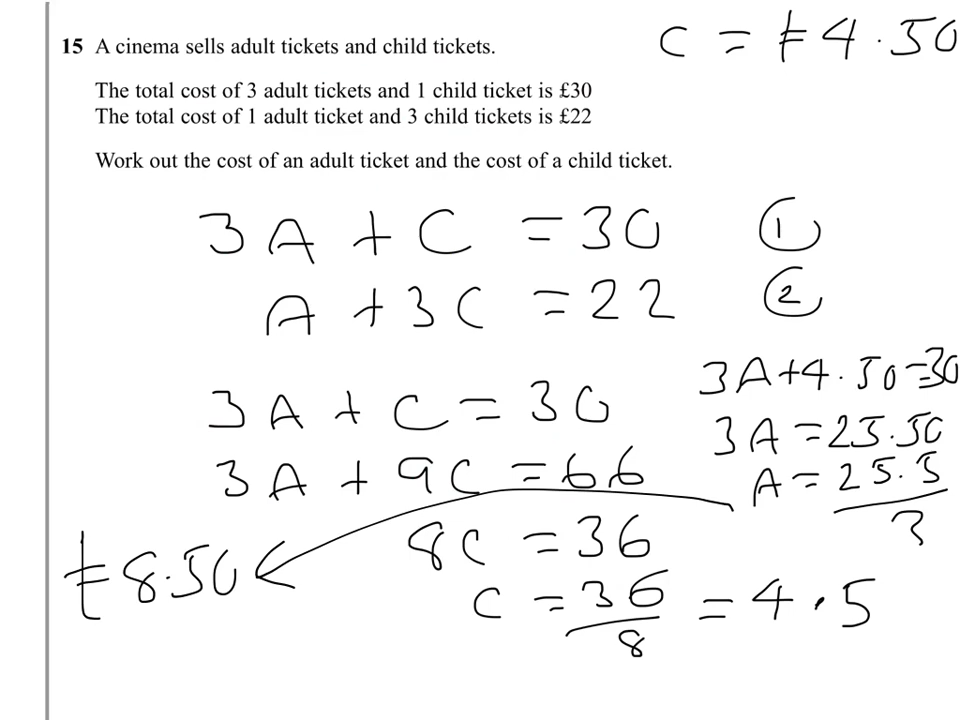 C = £4.50
15 A cinema sells adult tickets and child tickets.
The total cost of 3 adult tickets and 1 child ticket is £30
The total cost of 1 adult ticket and 3 child tickets is £22
Work out the cost of an adult ticket and the cost of a child ticket.
3A + C = 30 ①
A + 3C = 22 ②
3A + C = 30
3A + 9C = 66
8C = 36
C = 36/8 = 4.5
3A + 4.50 = 30
3A = 25.50
A = 25.5/3
£8.50